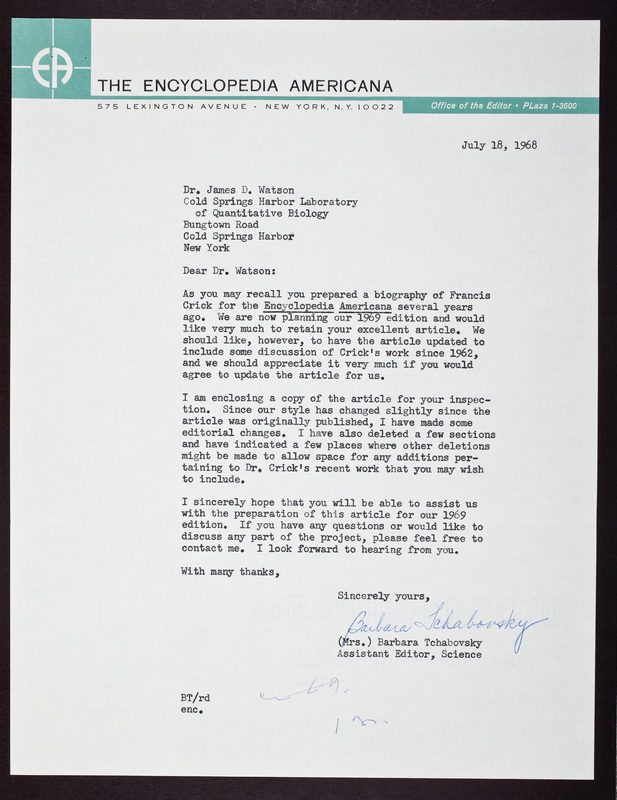 EA
THE ENCYCLOPEDIA AMERICANA
575 LEXINGTON AVENUE · NEW YORK, N.Y. 10022
Office of the Editor • PLaza 1-3600
July 18, 1968
Dr. James D. Watson
Cold Springs Harbor Laboratory
of Quantitative Biology
Bungtown Road
Cold Springs Harbor
New York
Dear Dr. Watson:
As you may recall you prepared a biography of Francis
Crick for the Encyclopedia Americana several years
ago. We are now planning our 1969 edition and would
like very much to retain your excellent article. We
should like, however, to have the article updated to
include some discussion of Crick's work since 1962,
and we should appreciate it very much if you would
agree to update the article for us.
I am enclosing a copy of the article for your inspec-
tion. Since our style has changed slightly since the
article was originally published, I have made some
editorial changes. I have also deleted a few sections
and have indicated a few places where other deletions
might be made to allow space for any additions per-
taining to Dr. Crick's recent work that you may wish
to include.
I sincerely hope that you will be able to assist us
with the preparation of this article for our 1969
edition. If you have any questions or would like to
discuss any part of the project, please feel free to
contact me. I look forward to hearing from you.
With many thanks,
Sincerely yours,
Barbara Tchabovsky
(Mrs.) Barbara Tchabovsky
Assistant Editor, Science
BT/rd
enc.